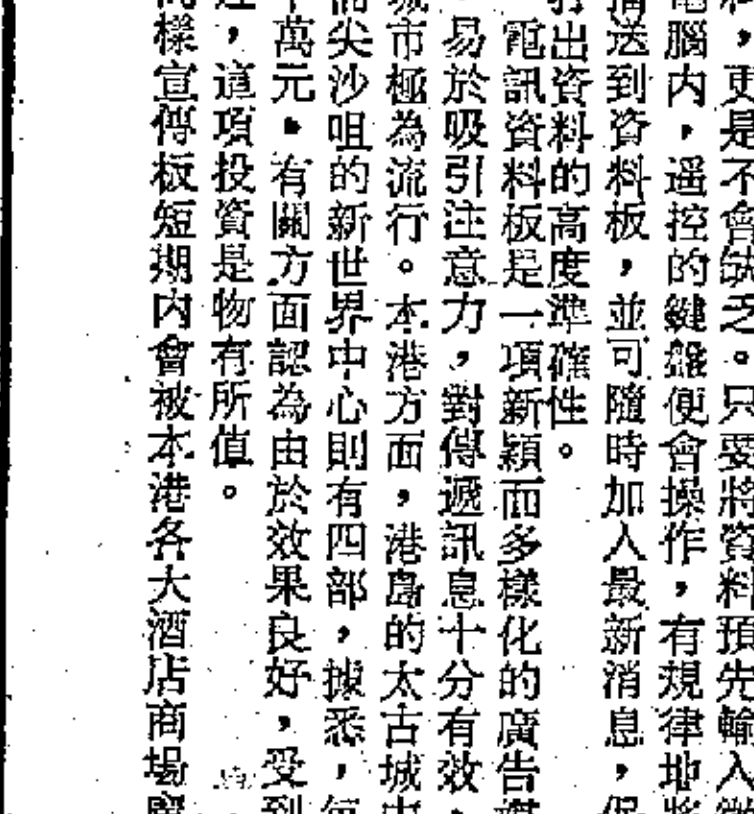 ，更是不會缺乏。只要將資料預先輸入
電腦內，遥控的鍵盤便會操作，有規律地將
送到資料板，並可隨時加入最新消息，保
打出資料的高度準確性。
電訊資料板是一項新穎而多樣化的廣告媒
易於吸引注意力，對傳遞訊息十分有效，
城市極為流行。本港方面，港島的太古城中
尖沙咀的新世界中心則有四部，據悉，每
萬元。有關方面認為由於效果良好，受到
，這項投資是物有所值。
樣宣傳板短期內會被本港各大酒店商場廣